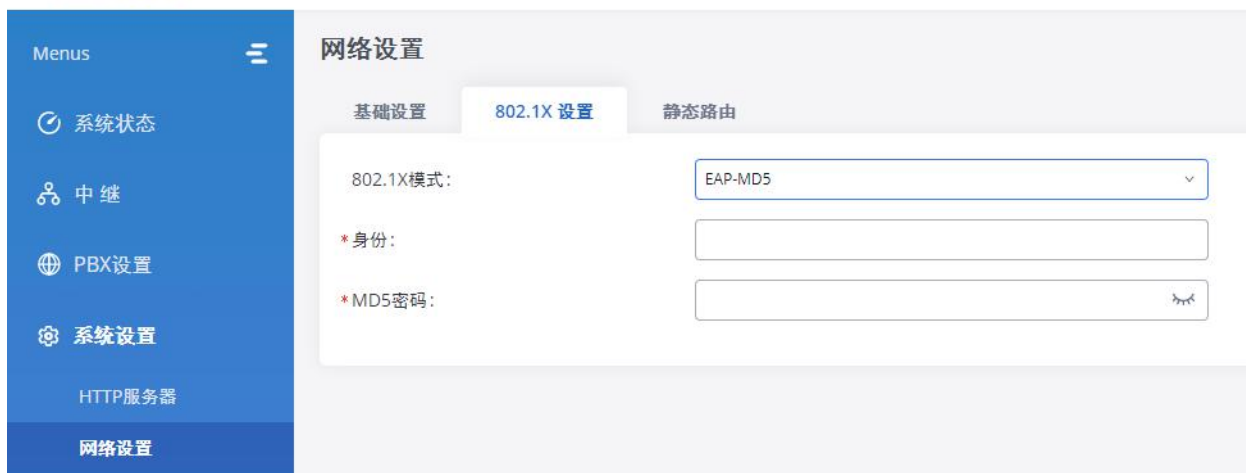 Menus
系统状态
中继
PBX设置
系统设置
HTTP服务器
网络设置
网络设置
基础设置 802.1X 设置 静态路由
802.1X模式: EAP-MD5
*身份:
*MD5密码: